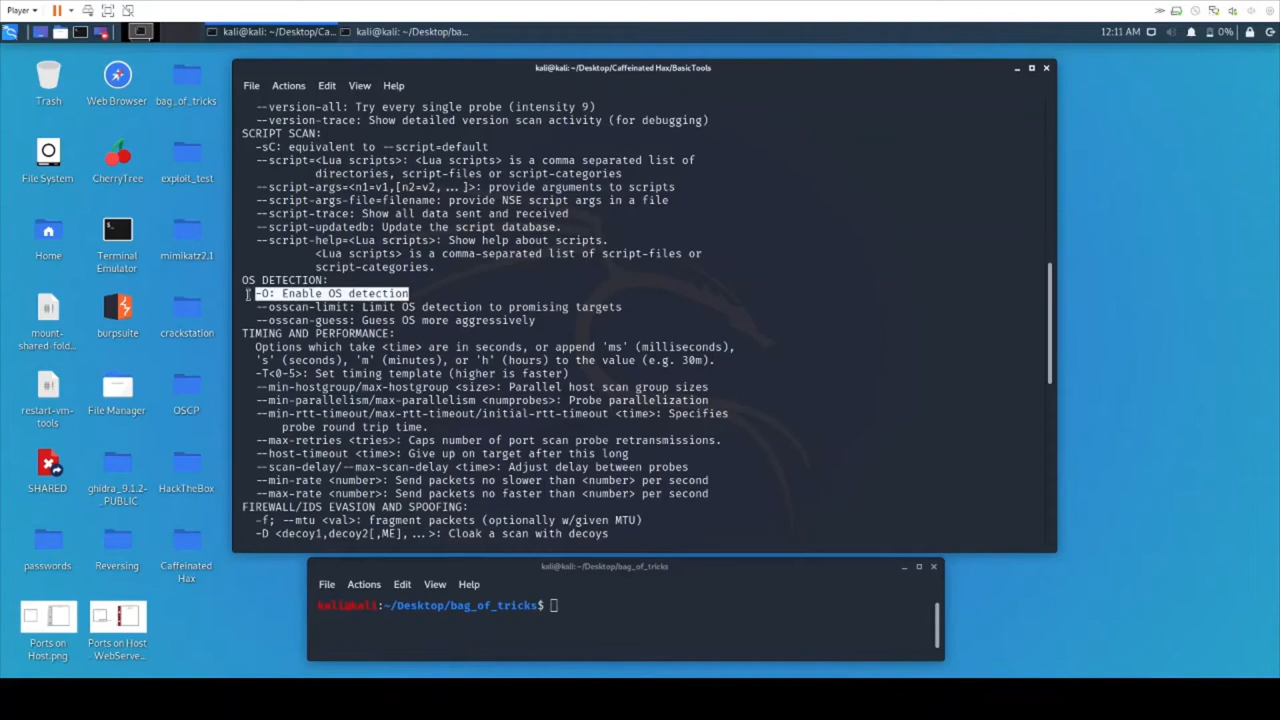 Player
kali@kali: ~/Desktop/Ca...
kali@kali: ~/Desktop/ba...
12:11 AM
0%
Trash
Web Browser
bag_of_tricks
File System
CherryTree
exploit_test
Home
Terminal
Emulator
mimikatz2.1
mount-
shared-fold...
burpsuite
crackstation
restart-vm-
tools
File Manager
OSCP
SHARED
ghidra_9.1.2-
_PUBLIC
HackTheBox
passwords
Reversing
Caffeinated
Hax
Ports on
Host.png
Ports on Host
- WebServe...
kali@kali: ~/Desktop/Caffeinated Hax/BasicTools
File Actions Edit View Help
--version-all: Try every single probe (intensity 9)
--version-trace: Show detailed version scan activity (for debugging)
SCRIPT SCAN:
-sC: equivalent to --script=default
--script=<Lua scripts>: <Lua scripts> is a comma separated list of
directories, script-files or script-categories
--script-args=<n1=v1,[n2=v2,...]>: provide arguments to scripts
--script-args-file=filename: provide NSE script args in a file
--script-trace: Show all data sent and received
--script-updatedb: Update the script database.
--script-help=<Lua scripts>: Show help about scripts.
<Lua scripts> is a comma-separated list of script-files or
script-categories.
OS DETECTION:
-O: Enable OS detection
--osscan-limit: Limit OS detection to promising targets
--osscan-guess: Guess OS more aggressively
TIMING AND PERFORMANCE:
Options which take <time> are in seconds, or append 'ms' (milliseconds),
's' (seconds), 'm' (minutes), or 'h' (hours) to the value (e.g. 30m).
-T<0-5>: Set timing template (higher is faster)
--min-hostgroup/max-hostgroup <size>: Parallel host scan group sizes
--min-parallelism/max-parallelism <numprobes>: Probe parallelization
--min-rtt-timeout/max-rtt-timeout/initial-rtt-timeout <time>: Specifies
probe round trip time.
--max-retries <tries>: Caps number of port scan probe retransmissions.
--host-timeout <time>: Give up on target after this long
--scan-delay/--max-scan-delay <time>: Adjust delay between probes
--min-rate <number>: Send packets no slower than <number> per second
--max-rate <number>: Send packets no faster than <number> per second
FIREWALL/IDS EVASION AND SPOOFING:
-f; --mtu <val>: fragment packets (optionally w/given MTU)
-D <decoy1,decoy2[,ME],...>: Cloak a scan with decoys
kali@kali: ~/Desktop/bag_of_tricks
File Actions Edit View Help
kali@kali:~/Desktop/bag_of_tricks$